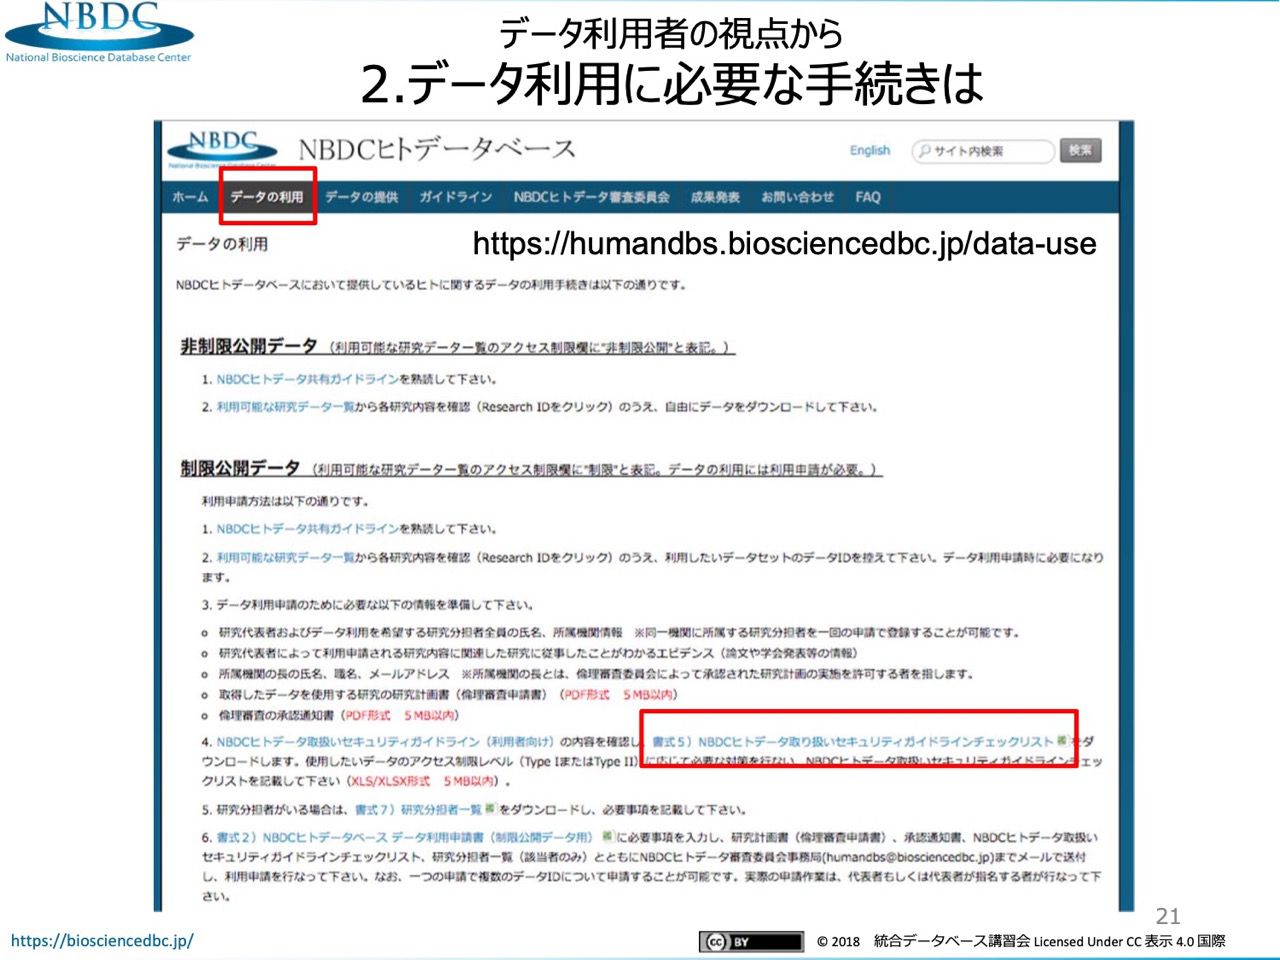 NBDC
National Bioscience Database Center
データ利用者の視点から
2.データ利用に必要な手続きは
NBDC
National Bioscience Database Center
NBDCヒトデータベース
English
サイト内検索
検索
ホーム データの利用 データの提供 ガイドライン NBDCヒトデータ審査委員会 成果発表 お問い合わせ FAQ
データの利用
https://humandbs.biosciencedbc.jp/data-use
NBDCヒトデータベースにおいて提供しているヒトに関するデータの利用手続きは以下の通りです。
非制限公開データ （利用可能な研究データ一覧のアクセス制限欄に"非制限公開"と表記。）
1. NBDCヒトデータ共有ガイドラインを熟読して下さい。
2. 利用可能な研究データ一覧から各研究内容を確認（Research IDをクリック）のうえ、自由にデータをダウンロードして下さい。
制限公開データ （利用可能な研究データ一覧のアクセス制限欄に"制限"と表記。データの利用には利用申請が必要。）
利用申請方法は以下の通りです。
1. NBDCヒトデータ共有ガイドラインを熟読して下さい。
2. 利用可能な研究データ一覧から各研究内容を確認（Research IDをクリック）のうえ、利用したいデータセットのデータIDを控えて下さい。データ利用申請時に必要になり
ます。
3. データ利用申請のために必要な以下の情報を準備して下さい。
研究代表者およびデータ利用を希望する研究分担者全員の氏名、所属機関情報 ※同一機関に所属する研究分担者を一回の申請で登録することが可能です。
研究代表者によって利用申請される研究内容に関連した研究に従事したことがわかるエビデンス（論文や学会発表等の情報）
所属機関の長の氏名、職名、メールアドレス ※所属機関の長とは、倫理審査委員会によって承認された研究計画の実施を許可する者を指します。
取得したデータを使用する研究の研究計画書（倫理審査申請書）（PDF形式 5MB以内）
倫理審査の承認通知書（PDF形式 5MB以内）
4. NBDCヒトデータ取扱いセキュリティガイドライン（利用者向け）の内容を確認し、書式5）NBDCヒトデータ取り扱いセキュリティガイドラインチェックリスト をダ
ウンロードします。使用したいデータのアクセス制限レベル（Type IまたはType II）に応じて必要な対策を行ない、NBDCヒトデータ取扱いセキュリティガイドラインチェッ
クリストを記載して下さい（XLS/XLSX形式 5MB以内）。
5. 研究分担者がいる場合は、書式7）研究分担者一覧 をダウンロードし、必要事項を記載して下さい。
6. 書式2）NBDCヒトデータベース データ利用申請書（制限公開データ用） に必要事項を入力し、研究計画書（倫理審査申請書）、承認通知書、NBDCヒトデータ取扱い
セキュリティガイドラインチェックリスト、研究分担者一覧（該当者のみ）とともにNBDCヒトデータ審査委員会事務局(humandbs@biosciencedbc.jp)までメールで送付
し、利用申請を行なって下さい。なお、一つの申請で複数のデータIDについて申請することが可能です。実際の申請作業は、代表者もしくは代表者が指名する者が行なって下
さい。
21
https://biosciencedbc.jp/
cc BY
© 2018 統合データベース講習会 Licensed Under CC 表示 4.0 国際